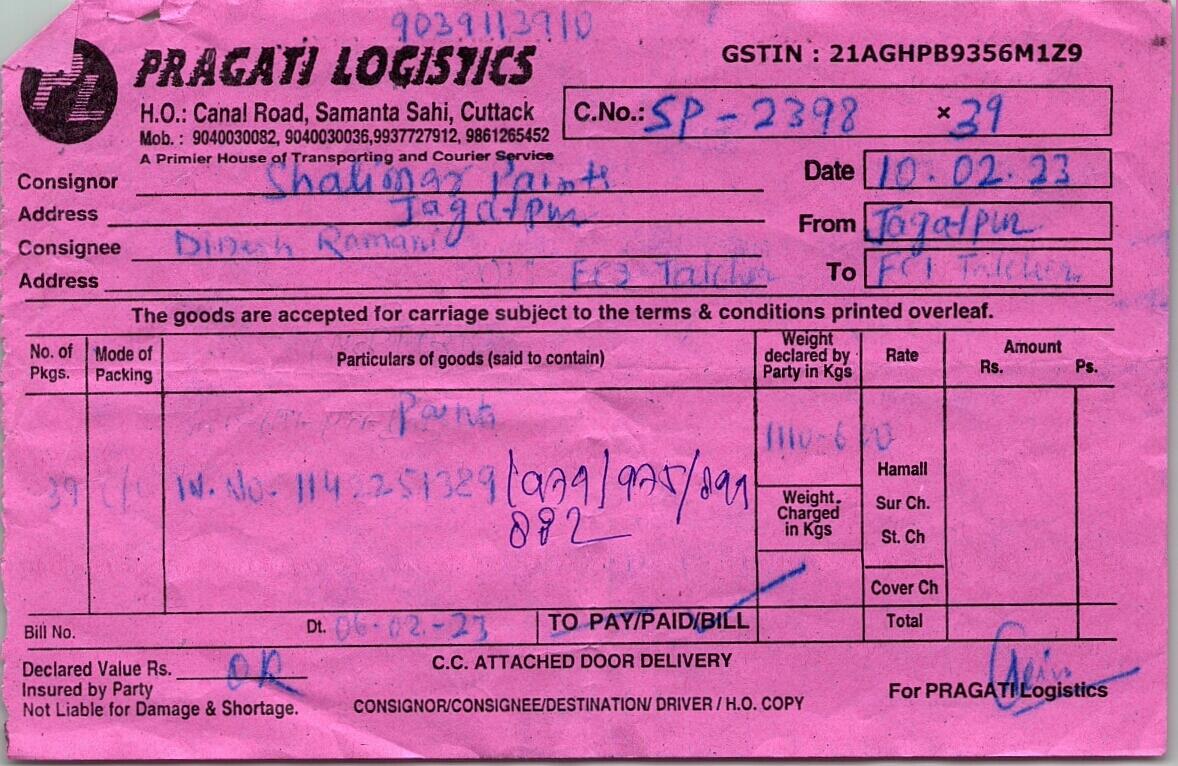 9039113910
PRAGATI LOGISTICS
GSTIN : 21AGHPB9356M1Z9
H.O.: Canal Road, Samanta Sahi, Cuttack
Mob. : 9040030082, 9040030036,9937727912, 9861265452
A Primier House of Transporting and Courier Service
C.No.: SP - 2398 × 39
Consignor Shalimar Paints
Date 10.02.23
Address Jagatpur
From Jagatpur
Consignee Dinesh Ramani
Address FCI Talcher
To FCI Talcher
The goods are accepted for carriage subject to the terms & conditions printed overleaf.
No. of Pkgs. Mode of Packing Particulars of goods (said to contain) Weight declared by Party in Kgs Rate Amount Rs. Ps.
Paints
1110-600
39 C/C IN. No. 1142251389 /979/975/899
882
Hamall
Weight. Charged in Kgs
Sur Ch.
St. Ch
Cover Ch
Bill No. Dt. 06-02-23 TO PAY/PAID/BILL Total
Declared Value Rs. OR
C.C. ATTACHED DOOR DELIVERY
Insured by Party
Not Liable for Damage & Shortage.
CONSIGNOR/CONSIGNEE/DESTINATION/ DRIVER / H.O. COPY
For PRAGATI Logistics